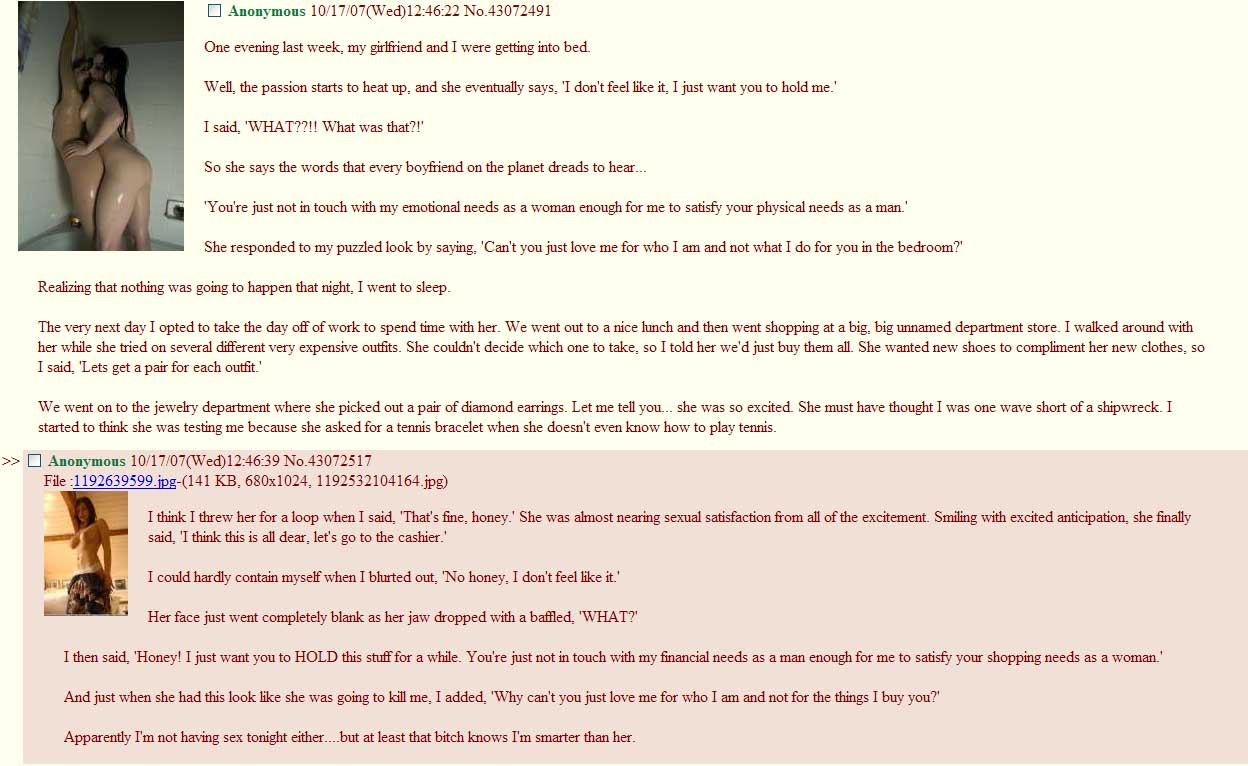 Anonymous 10/17/07(Wed)12:46:22 No.43072491
One evening last week, my girlfriend and I were getting into bed.
Well, the passion starts to heat up, and she eventually says, 'I don't feel like it, I just want you to hold me.'
I said, 'WHAT??!! What was that?!'
So she says the words that every boyfriend on the planet dreads to hear...
'You're just not in touch with my emotional needs as a woman enough for me to satisfy your physical needs as a man.'
She responded to my puzzled look by saying, 'Can't you just love me for who I am and not what I do for you in the bedroom?'
Realizing that nothing was going to happen that night, I went to sleep.
The very next day I opted to take the day off of work to spend time with her. We went out to a nice lunch and then went shopping at a big, big unnamed department store. I walked around with
her while she tried on several different very expensive outfits. She couldn't decide which one to take, so I told her we'd just buy them all. She wanted new shoes to compliment her new clothes, so
I said, 'Lets get a pair for each outfit.'
We went on to the jewelry department where she picked out a pair of diamond earrings. Let me tell you... she was so excited. She must have thought I was one wave short of a shipwreck. I
started to think she was testing me because she asked for a tennis bracelet when she doesn't even know how to play tennis.
>> Anonymous 10/17/07(Wed)12:46:39 No.43072517
File :1192639599.jpg-(141 KB, 680x1024, 1192532104164.jpg)
I think I threw her for a loop when I said, 'That's fine, honey.' She was almost nearing sexual satisfaction from all of the excitement. Smiling with excited anticipation, she finally
said, 'I think this is all dear, let's go to the cashier.'
I could hardly contain myself when I blurted out, 'No honey, I don't feel like it.'
Her face just went completely blank as her jaw dropped with a baffled, 'WHAT?'
I then said, 'Honey! I just want you to HOLD this stuff for a while. You're just not in touch with my financial needs as a man enough for me to satisfy your shopping needs as a woman.'
And just when she had this look like she was going to kill me, I added, 'Why can't you just love me for who I am and not for the things I buy you?'
Apparently I'm not having sex tonight either....but at least that bitch knows I'm smarter than her.